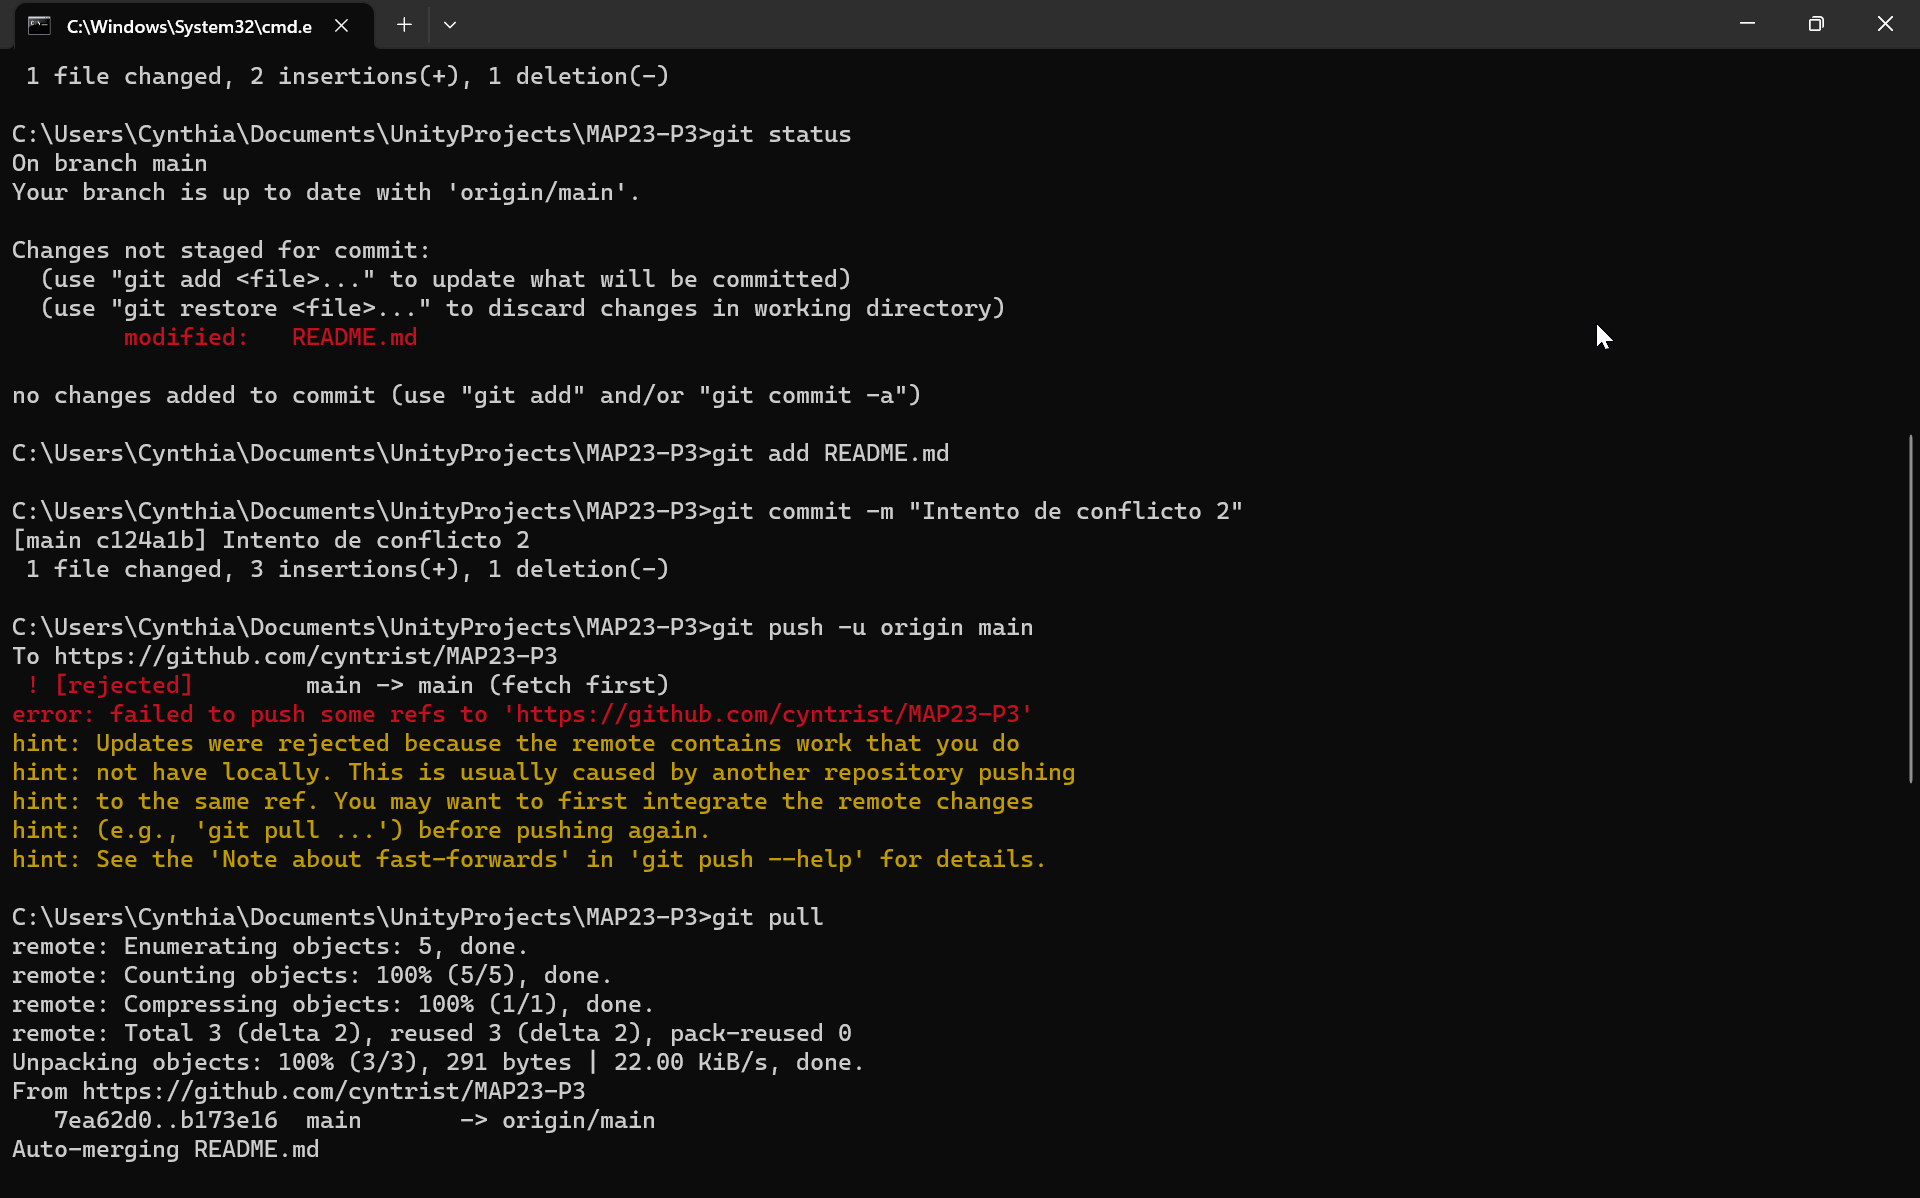 C:\Windows\System32\cmd.e
1 file changed, 2 insertions(+), 1 deletion(-)
C:\Users\Cynthia\Documents\UnityProjects\MAP23-P3>git status
On branch main
Your branch is up to date with 'origin/main'.
Changes not staged for commit:
(use "git add <file>..." to update what will be committed)
(use "git restore <file>..." to discard changes in working directory)
modified:   README.md
no changes added to commit (use "git add" and/or "git commit -a")
C:\Users\Cynthia\Documents\UnityProjects\MAP23-P3>git add README.md
C:\Users\Cynthia\Documents\UnityProjects\MAP23-P3>git commit -m "Intento de conflicto 2"
[main c124a1b] Intento de conflicto 2
1 file changed, 3 insertions(+), 1 deletion(-)
C:\Users\Cynthia\Documents\UnityProjects\MAP23-P3>git push -u origin main
To https://github.com/cyntrist/MAP23-P3
! [rejected]        main -> main (fetch first)
error: failed to push some refs to 'https://github.com/cyntrist/MAP23-P3'
hint: Updates were rejected because the remote contains work that you do
hint: not have locally. This is usually caused by another repository pushing
hint: to the same ref. You may want to first integrate the remote changes
hint: (e.g., 'git pull ...') before pushing again.
hint: See the 'Note about fast-forwards' in 'git push --help' for details.
C:\Users\Cynthia\Documents\UnityProjects\MAP23-P3>git pull
remote: Enumerating objects: 5, done.
remote: Counting objects: 100% (5/5), done.
remote: Compressing objects: 100% (1/1), done.
remote: Total 3 (delta 2), reused 3 (delta 2), pack-reused 0
Unpacking objects: 100% (3/3), 291 bytes | 22.00 KiB/s, done.
From https://github.com/cyntrist/MAP23-P3
7ea62d0..b173e16  main       -> origin/main
Auto-merging README.md